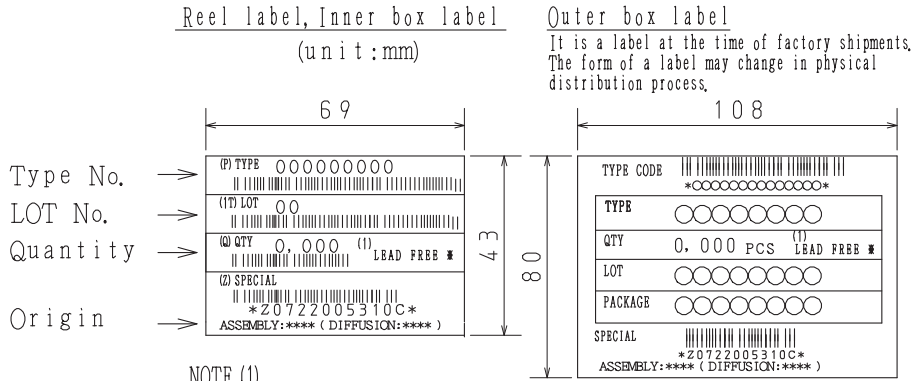 Reel label, Inner box label
(unit:mm)
Outer box label
It is a label at the time of factory shipments.
The form of a label may change in physical
distribution process.
69
108
43
80
Type No.
LOT No.
Quantity
Origin
(P) TYPE 000000000
(1T) LOT 00
(Q) QTY 0,000 (1) LEAD FREE *
(Z) SPECIAL
*Z0722005310C*
ASSEMBLY:**** (DIFFUSION:****)
TYPE CODE
*○○○○○○○○○○○○○○*
TYPE ○○○○○○○○
QTY 0,000 PCS (1) LEAD FREE *
LOT ○○○○○○○○
PACKAGE ○○○○○○○○
SPECIAL
*Z0722005310C*
ASSEMBLY:**** (DIFFUSION:****)
NOTE (1)